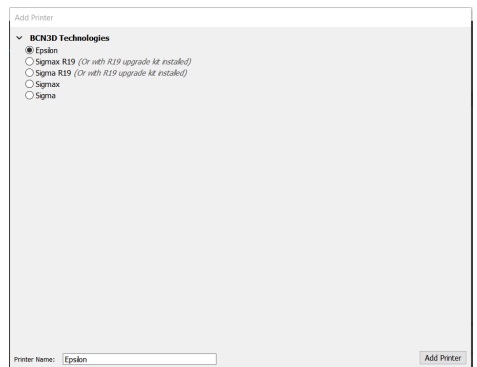 Add Printer
BCN3D Technologies
Epsilon
Sigmax R19 (Or with R19 upgrade kit installed)
Sigma R19 (Or with R19 upgrade kit installed)
Sigmax
Sigma
Printer Name: Epsilon
Add Printer